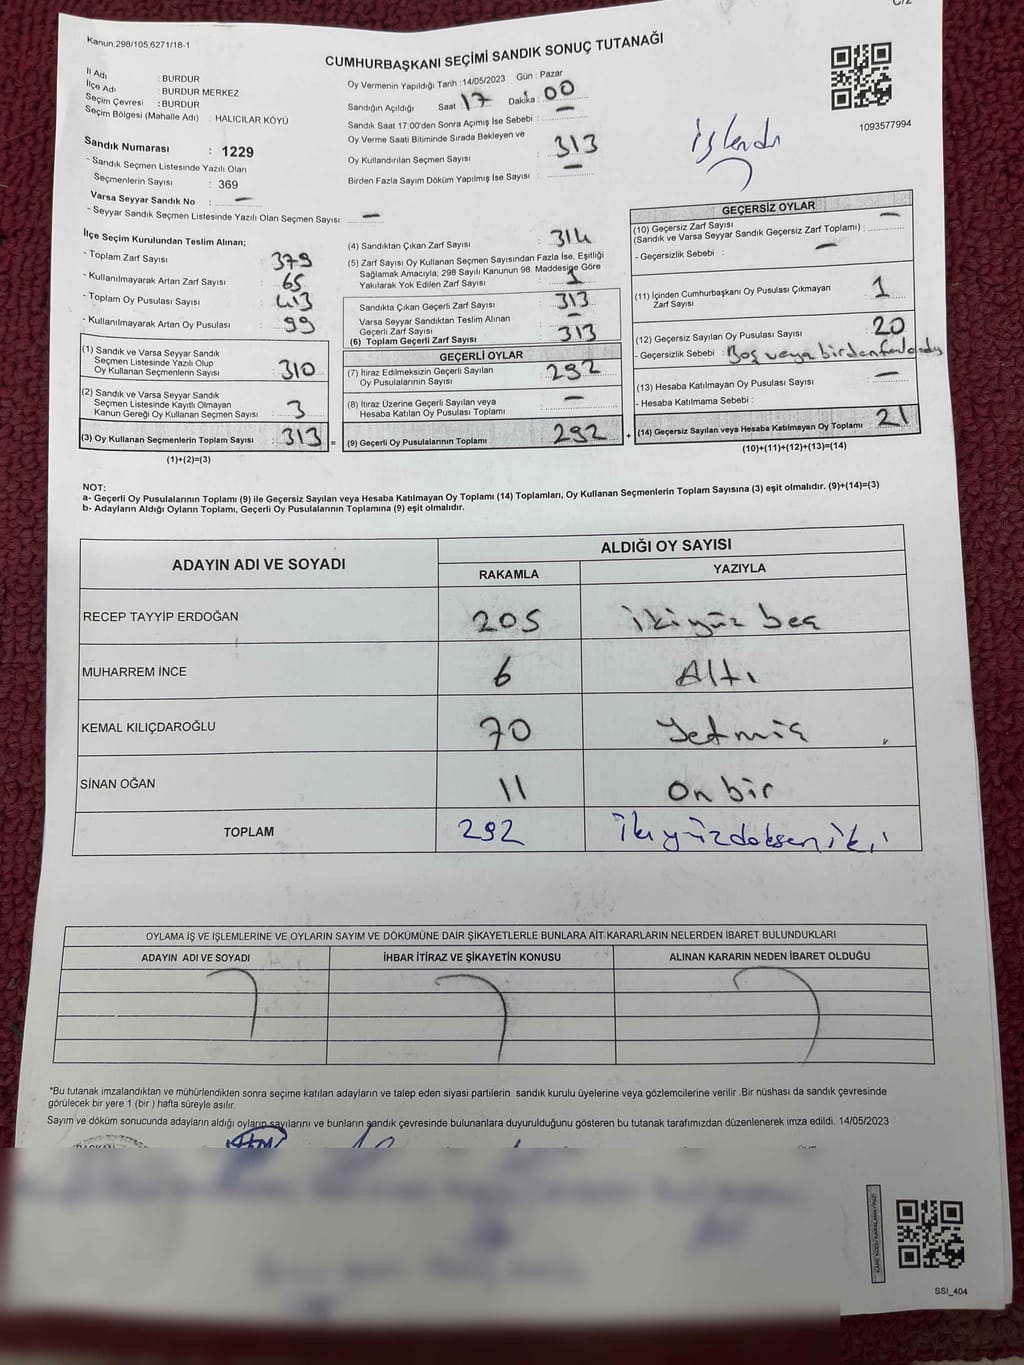 C/2
Kanun:298/105;6271/18-1
CUMHURBAŞKANI SEÇİMİ SANDIK SONUÇ TUTANAĞI
İl Adı : BURDUR
İlçe Adı : BURDUR MERKEZ
Seçim Çevresi : BURDUR
Seçim Bölgesi (Mahalle Adı) : HALICILAR KÖYÜ
Sandık Numarası : 1229
- Sandık Seçmen Listesinde Yazılı Olan
Seçmenlerin Sayısı : 369
Varsa Seyyar Sandık No : —
- Seyyar Sandık Seçmen Listesinde Yazılı Olan Seçmen Sayısı: —
Oy Vermenin Yapıldığı Tarih : 14/05/2023 Gün : Pazar
Sandığın Açıldığı Saat 17 Dakika : 00
Sandık Saat 17:00'den Sonra Açımış İse Sebebi : —
Oy Verme Saati Bitiminde Sırada Bekleyen ve
Oy Kullandırılan Seçmen Sayısı : 313
Birden Fazla Sayım Döküm Yapılmış İse Sayısı : —
1093577994
işlendi
İlçe Seçim Kurulundan Teslim Alınan;
- Toplam Zarf Sayısı : 379
- Kullanılmayarak Artan Zarf Sayısı : 65
- Toplam Oy Pusulası Sayısı : 413
- Kullanılmayarak Artan Oy Pusulası : 99
(1) Sandık ve Varsa Seyyar Sandık
Seçmen Listesinde Yazılı Olup
Oy Kullanan Seçmenlerin Sayısı : 310
(2) Sandık ve Varsa Seyyar Sandık
Seçmen Listesinde Kayıtlı Olmayan
Kanun Gereği Oy Kullanan Seçmen Sayısı : 3
(3) Oy Kullanan Seçmenlerin Toplam Sayısı : 313 =
(1)+(2)=(3)
(4) Sandıktan Çıkan Zarf Sayısı : 314
(5) Zarf Sayısı Oy Kullanan Seçmen Sayısından Fazla İse, Eşitliği
Sağlamak Amacıyla; 298 Sayılı Kanunun 98. Maddesine Göre
Yakılarak Yok Edilen Zarf Sayısı : 1
Sandıkta Çıkan Geçerli Zarf Sayısı : 313
Varsa Seyyar Sandıktan Teslim Alınan
Geçerli Zarf Sayısı : —
(6) Toplam Geçerli Zarf Sayısı : 313
GEÇERLİ OYLAR
(7) İtiraz Edilmeksizin Geçerli Sayılan
Oy Pusulalarının Sayısı : 292
(8) İtiraz Üzerine Geçerli Sayılan veya
Hesaba Katılan Oy Pusulası Toplamı : —
(9) Geçerli Oy Pusulalarının Toplamı : 292 +
GEÇERSİZ OYLAR
(10) Geçersiz Zarf Sayısı —
(Sandık ve Varsa Seyyar Sandık Geçersiz Zarf Toplamı) :
- Geçersizlik Sebebi : —
(11) İçinden Cumhurbaşkanı Oy Pusulası Çıkmayan
Zarf Sayısı : 1
(12) Geçersiz Sayılan Oy Pusulası Sayısı : 20
- Geçersizlik Sebebi : Boş veya birden
(13) Hesaba Katılmayan Oy Pusulası Sayısı : —
- Hesaba Katılmama Sebebi :
(14) Geçersiz Sayılan veya Hesaba Katılmayan Oy Toplamı : 21
(10)+(11)+(12)+(13)=(14)
NOT:
a- Geçerli Oy Pusulalarının Toplamı (9) ile Geçersiz Sayılan veya Hesaba Katılmayan Oy Toplamı (14) Toplamları, Oy Kullanan Seçmenlerin Toplam Sayısına (3) eşit olmalıdır. (9)+(14)=(3)
b- Adayların Aldığı Oyların Toplamı, Geçerli Oy Pusulalarının Toplamına (9) eşit olmalıdır.
ADAYIN ADI VE SOYADI ALDIĞI OY SAYISI
RAKAMLA YAZIYLA
RECEP TAYYİP ERDOĞAN 205 ikiyüz beş
MUHARREM İNCE 6 Altı
KEMAL KILIÇDAROĞLU 70 Yetmiş
SİNAN OĞAN 11 On bir
TOPLAM 292 ikiyüzdoksaniki
OYLAMA İŞ VE İŞLEMLERİNE VE OYLARIN SAYIM VE DÖKÜMÜNE DAİR ŞİKAYETLERLE BUNLARA AİT KARARLARIN NELERDEN İBARET BULUNDUKLARI
ADAYIN ADI VE SOYADI İHBAR İTİRAZ VE ŞİKAYETİN KONUSU ALINAN KARARIN NEDEN İBARET OLDUĞU
*Bu tutanak imzalandıktan ve mühürlendikten sonra seçime katılan adayların ve talep eden siyasi partilerin sandık kurulu üyelerine veya gözlemcilerine verilir. Bir nüshası da sandık çevresinde
görülecek bir yere 1 (bir ) hafta süreyle asılır.
Sayım ve döküm sonucunda adayların aldığı oyların sayılarını ve bunların sandık çevresinde bulunanlara duyurulduğunu gösteren bu tutanak tarafımızdan düzenlenerek imza edildi. 14/05/2023
SSİ_404